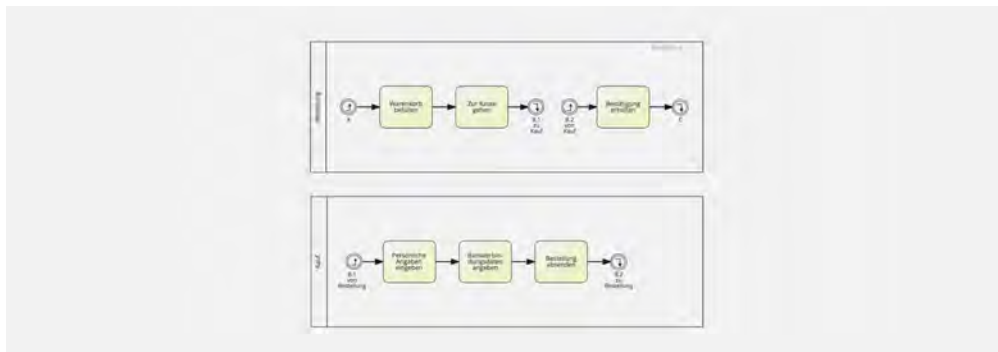 Warenkorb
befüllen
Zur Kasse
gehen
Bestätigung
erhalten
A
B.1
zu
Kauf
B.2
von
Kauf
C
Kauf
Persönliche
Angaben
eingeben
Bankverbin-
dungsdaten
angeben
Bestellung
absenden
B.1
von
Bestellung
B.2
zu
Bestellung